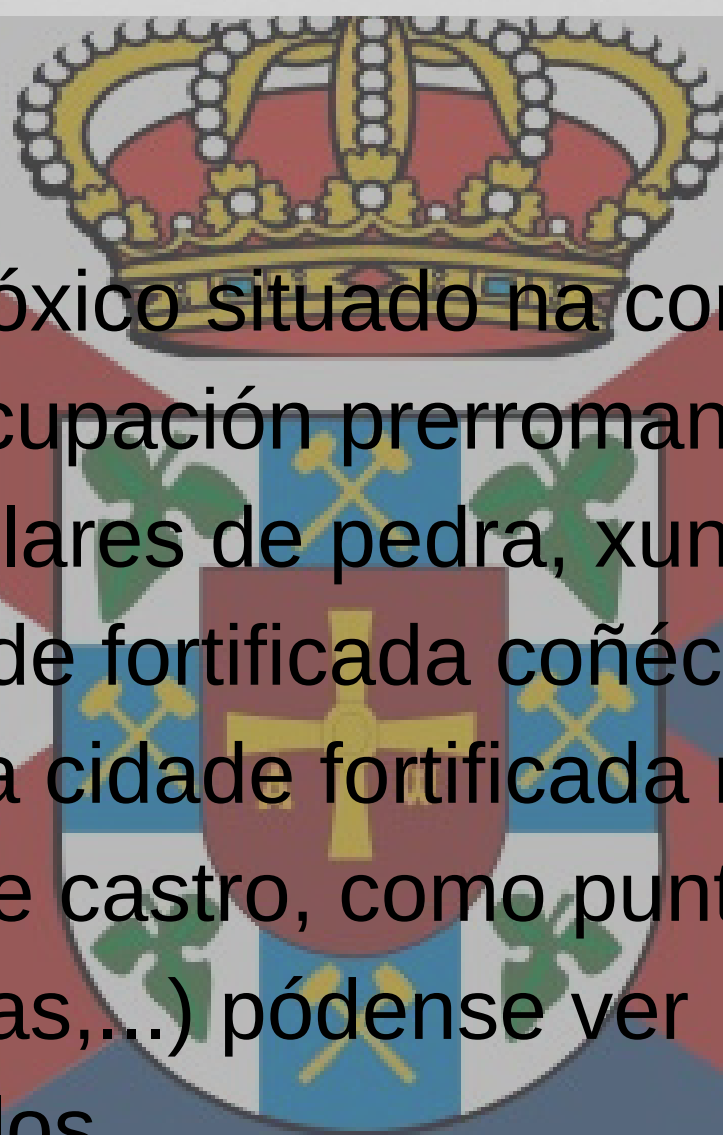 óxico situado na cor
cupación prerroman
lares de pedra, xun
de fortificada coñéc
a cidade fortificada r
e castro, como punt
as,...) pódense ver
los